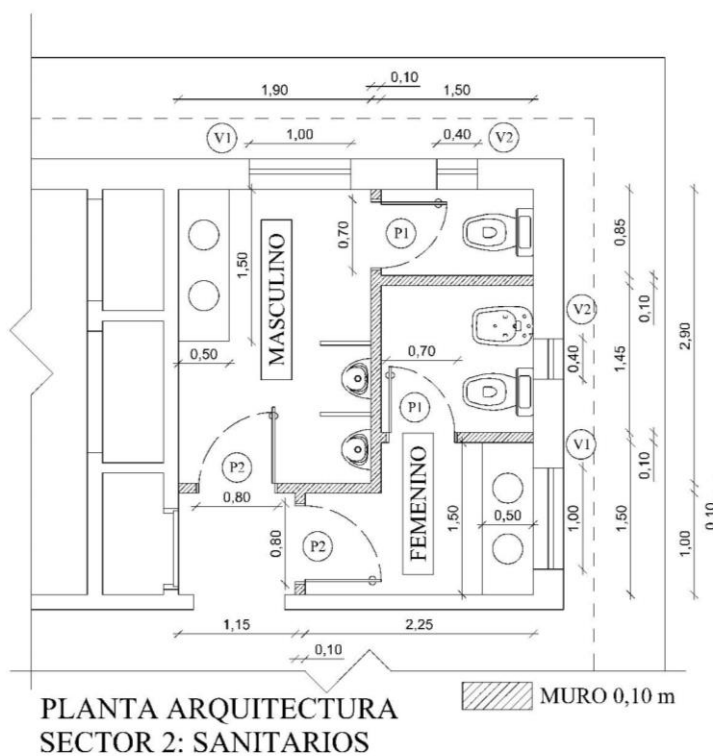 0,10
1,90
1,50
V1
1,00
0,40
V2
0,70
P1
0,85
1,50
MASCULINO
0,10
V2
0,50
0,70
0,40
1,45
2,90
P1
V1
0,10
P2
FEMENINO
0,80
0,80
P2
1,50
0,50
1,00
1,50
1,00
0,10
1,15
2,25
0,10
PLANTA ARQUITECTURA
SECTOR 2: SANITARIOS
MURO 0,10 m